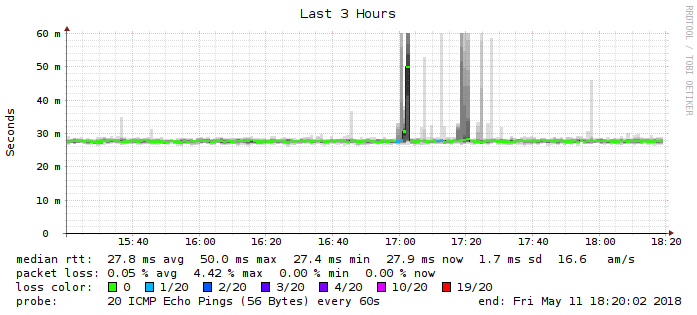 Last 3 Hours
RRDTOOL / TOBI OETIKER
Seconds
60 m
50 m
40 m
30 m
20 m
10 m
0
15:40 16:00 16:20 16:40 17:00 17:20 17:40 18:00 18:20
median rtt: 27.8 ms avg 50.0 ms max 27.4 ms min 27.9 ms now 1.7 ms sd 16.6 am/s
packet loss: 0.05 % avg 4.42 % max 0.00 % min 0.00 % now
loss color: 0 1/20 2/20 3/20 4/20 10/20 19/20
probe: 20 ICMP Echo Pings (56 Bytes) every 60s end: Fri May 11 18:20:02 2018